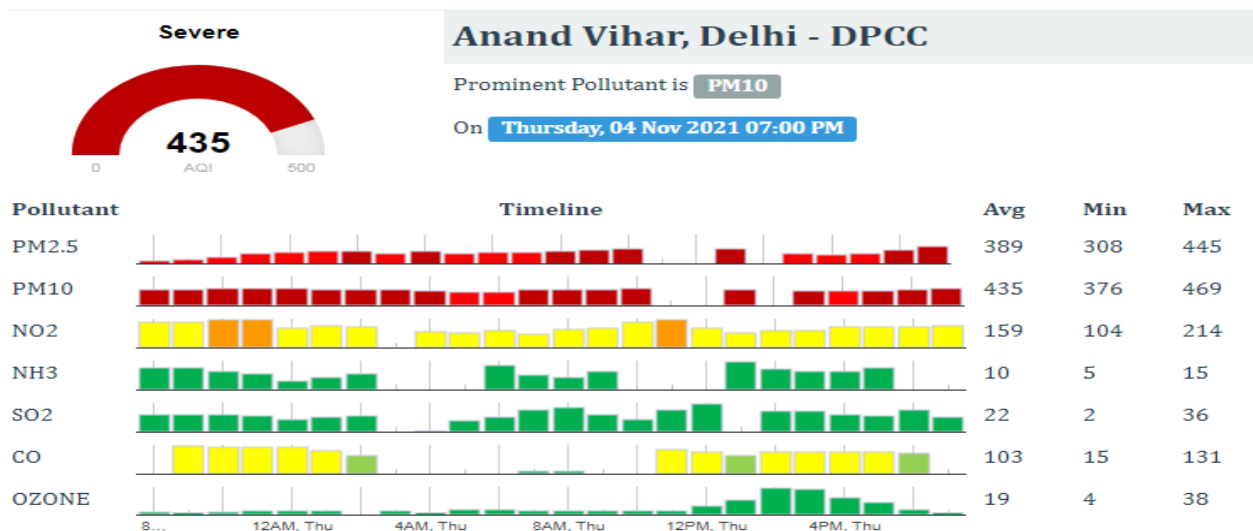 Severe
435
0 AQI 500
Anand Vihar, Delhi - DPCC
Prominent Pollutant is PM10
On Thursday, 04 Nov 2021 07:00 PM
Pollutant Timeline Avg Min Max
PM2.5 389 308 445
PM10 435 376 469
NO2 159 104 214
NH3 10 5 15
SO2 22 2 36
CO 103 15 131
OZONE 19 4 38
8... 12AM, Thu 4AM, Thu 8AM, Thu 12PM, Thu 4PM, Thu